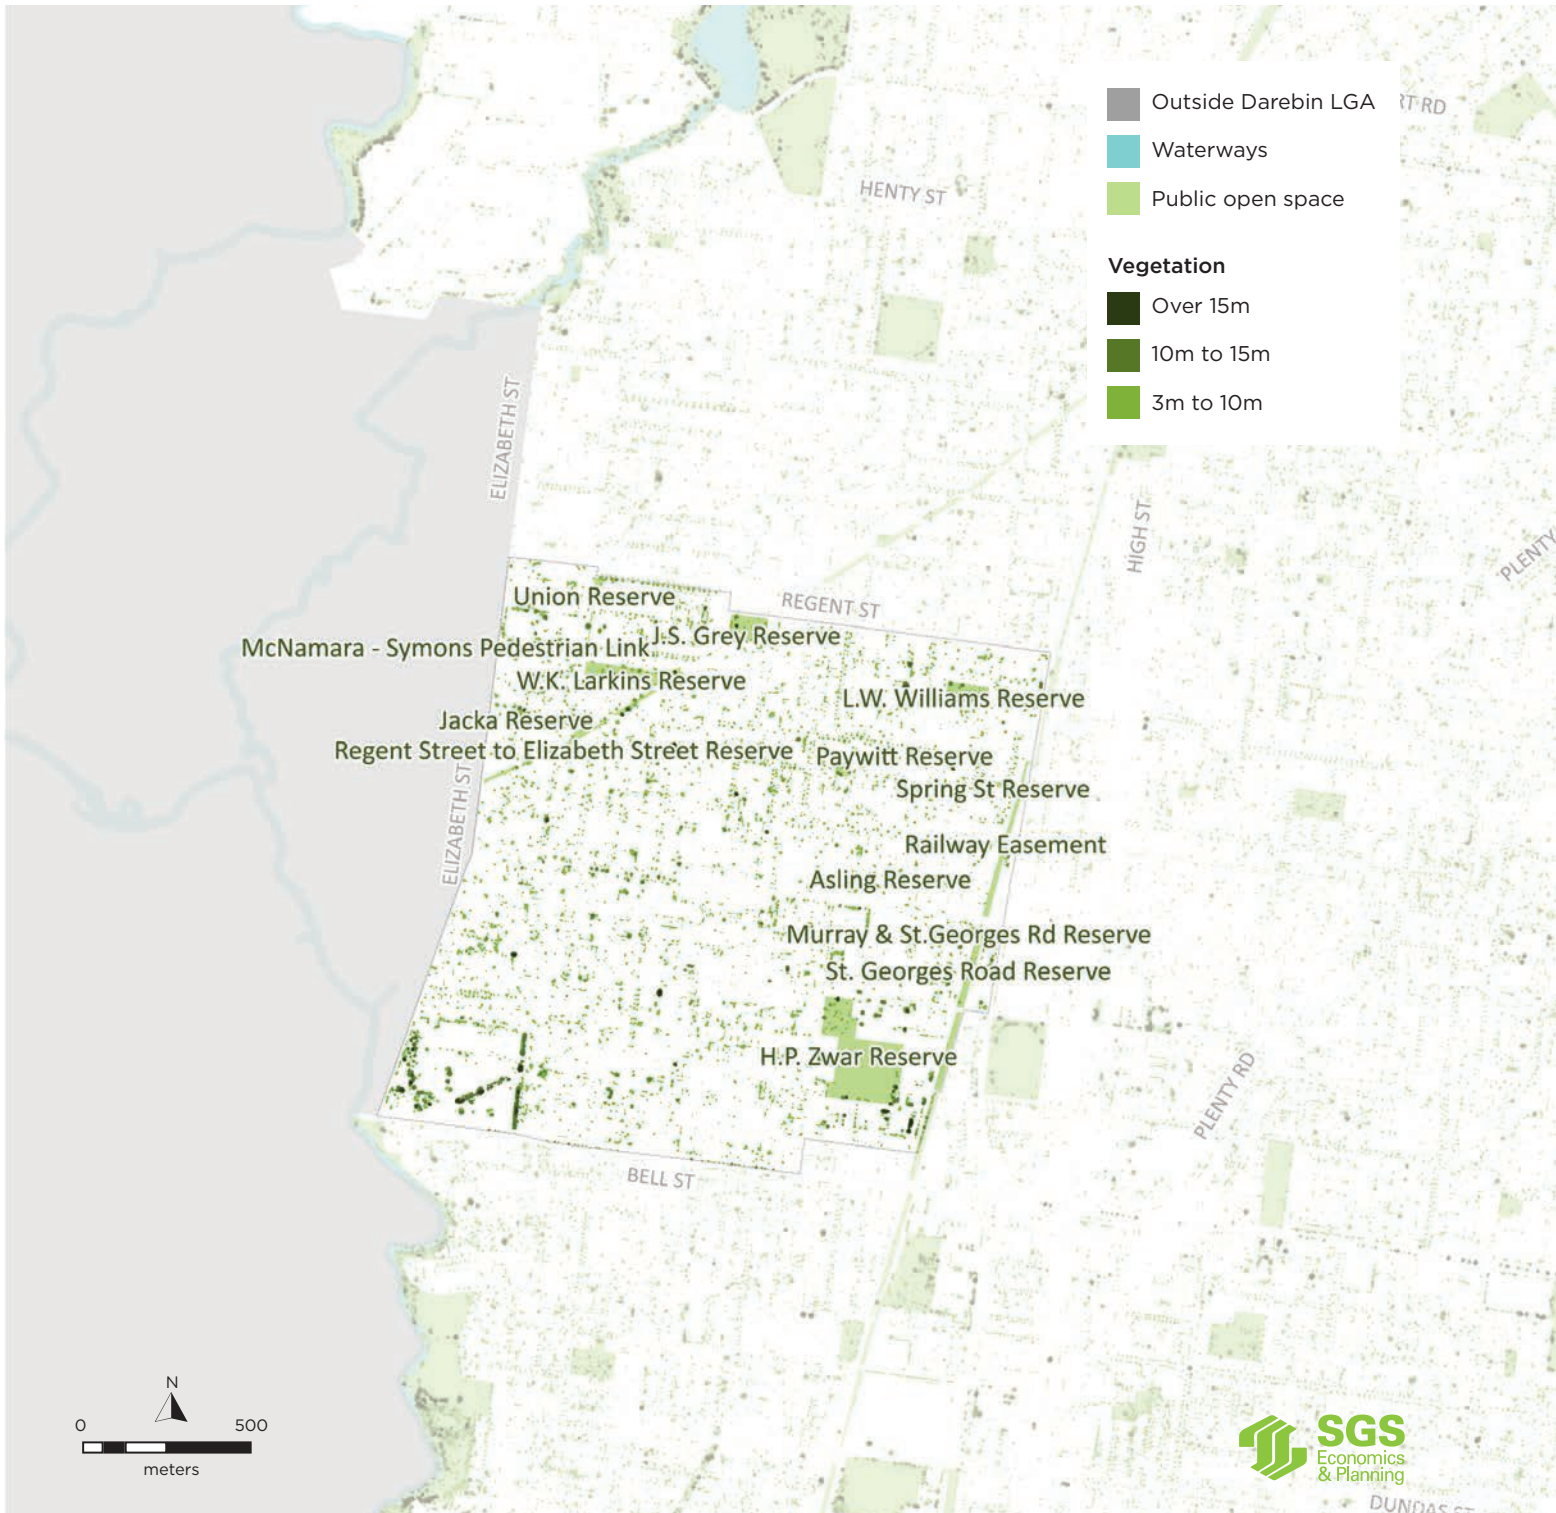 Outside Darebin LGA
RT RD
Waterways
HENTY ST
Public open space
Vegetation
Over 15m
10m to 15m
3m to 10m
ELIZABETH ST
HIGH ST
PLENTY
Union Reserve
REGENT ST
J.S. Grey Reserve
McNamara - Symons Pedestrian Link
W.K. Larkins Reserve
L.W. Williams Reserve
Jacka Reserve
Regent Street to Elizabeth Street Reserve
Paywitt Reserve
Spring St Reserve
ELIZABETH ST
Railway Easement
Asling Reserve
Murray & St.Georges Rd Reserve
St. Georges Road Reserve
H.P. Zwar Reserve
PLENTY RD
BELL ST
N
0 500
meters
SGS
Economics
& Planning
DUNDAS ST